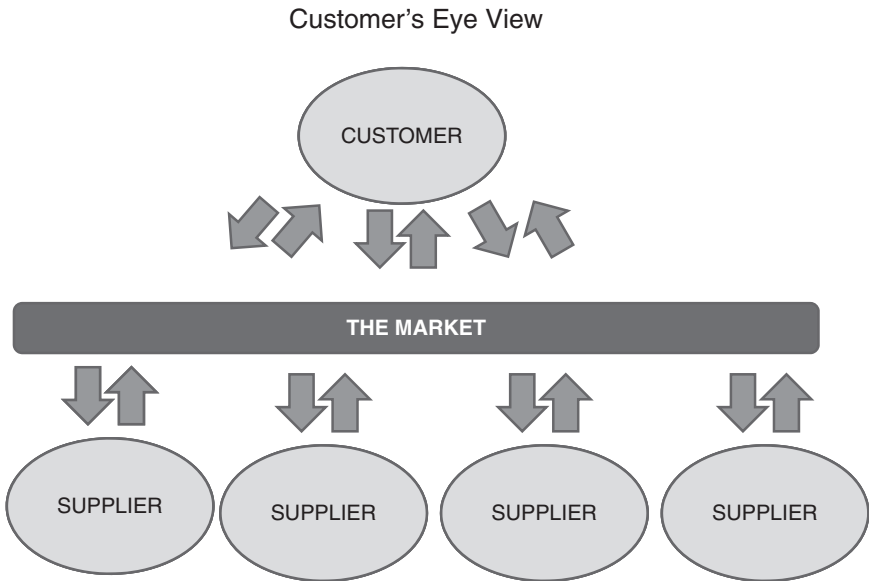 Customer's Eye View
CUSTOMER
THE MARKET
SUPPLIER
SUPPLIER
SUPPLIER
SUPPLIER